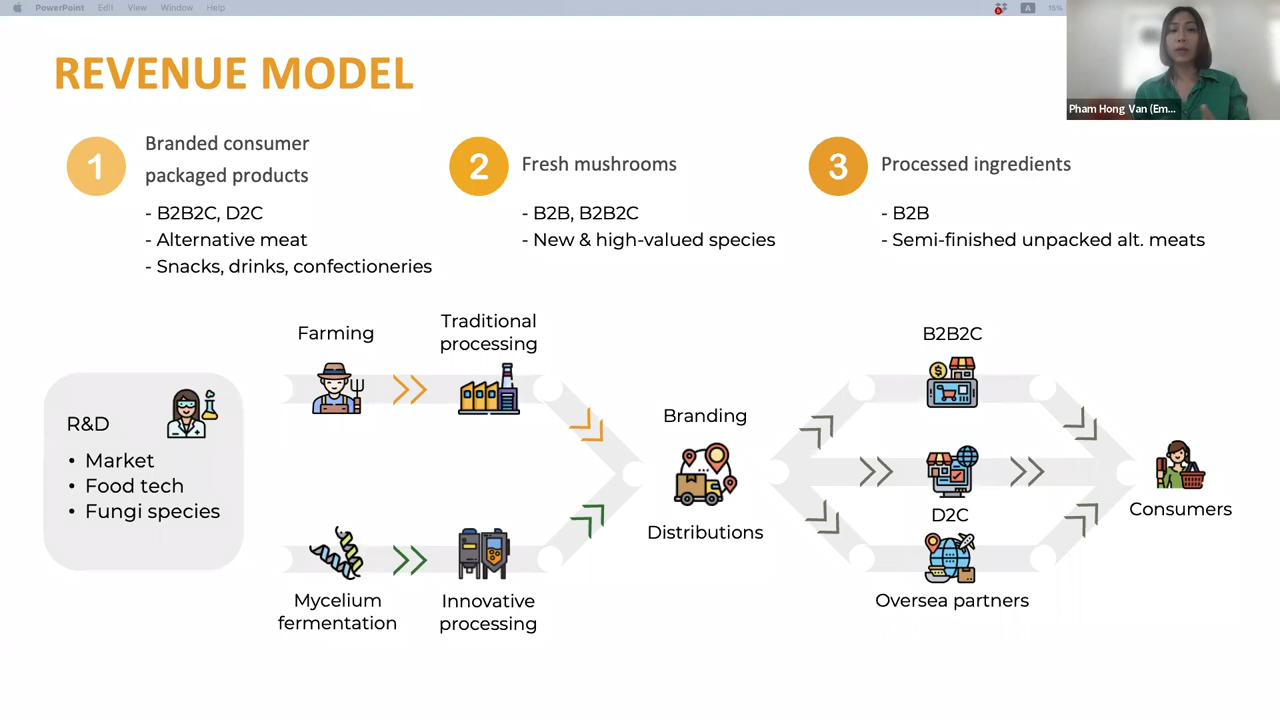 PowerPoint Edit View Window Help
A 15%
REVENUE MODEL
Pham Hong Van (Em...
1
Branded consumer
packaged products
- B2B2C, D2C
- Alternative meat
- Snacks, drinks, confectioneries
2
Fresh mushrooms
- B2B, B2B2C
- New & high-valued species
3
Processed ingredients
- B2B
- Semi-finished unpacked alt. meats
R&D
• Market
• Food tech
• Fungi species
Farming
Traditional
processing
Mycelium
fermentation
Innovative
processing
Branding
Distributions
B2B2C
D2C
Oversea partners
Consumers